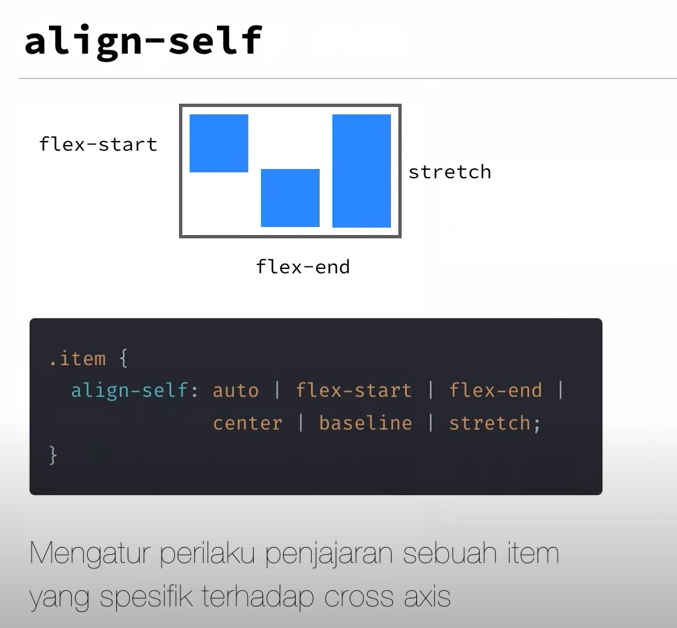 align-self
flex-start
stretch
flex-end
.item {
align-self: auto | flex-start | flex-end |
center | baseline | stretch;
}
Mengatur perilaku penjajaran sebuah item
yang spesifik terhadap cross axis